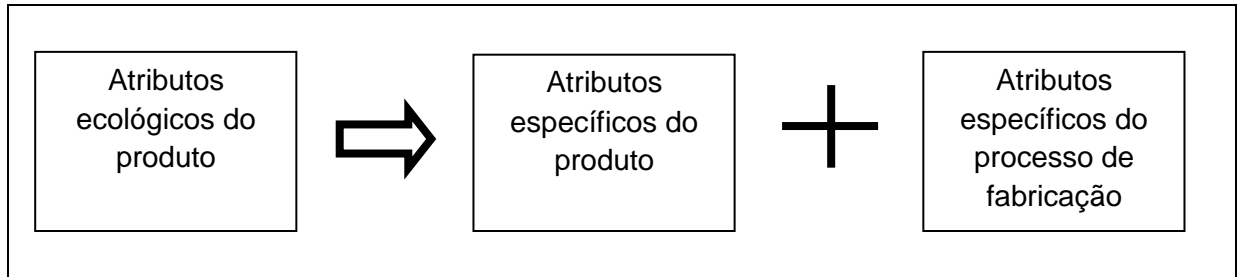 Atributos
ecológicos do
produto
Atributos
específicos do
produto
Atributos
específicos do
processo de
fabricação